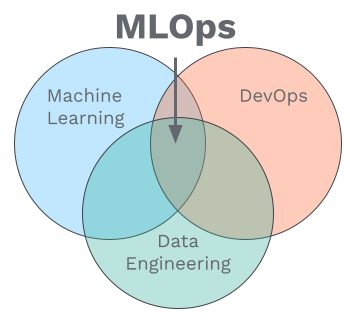 MLOps
Machine
Learning
DevOps
Data
Engineering